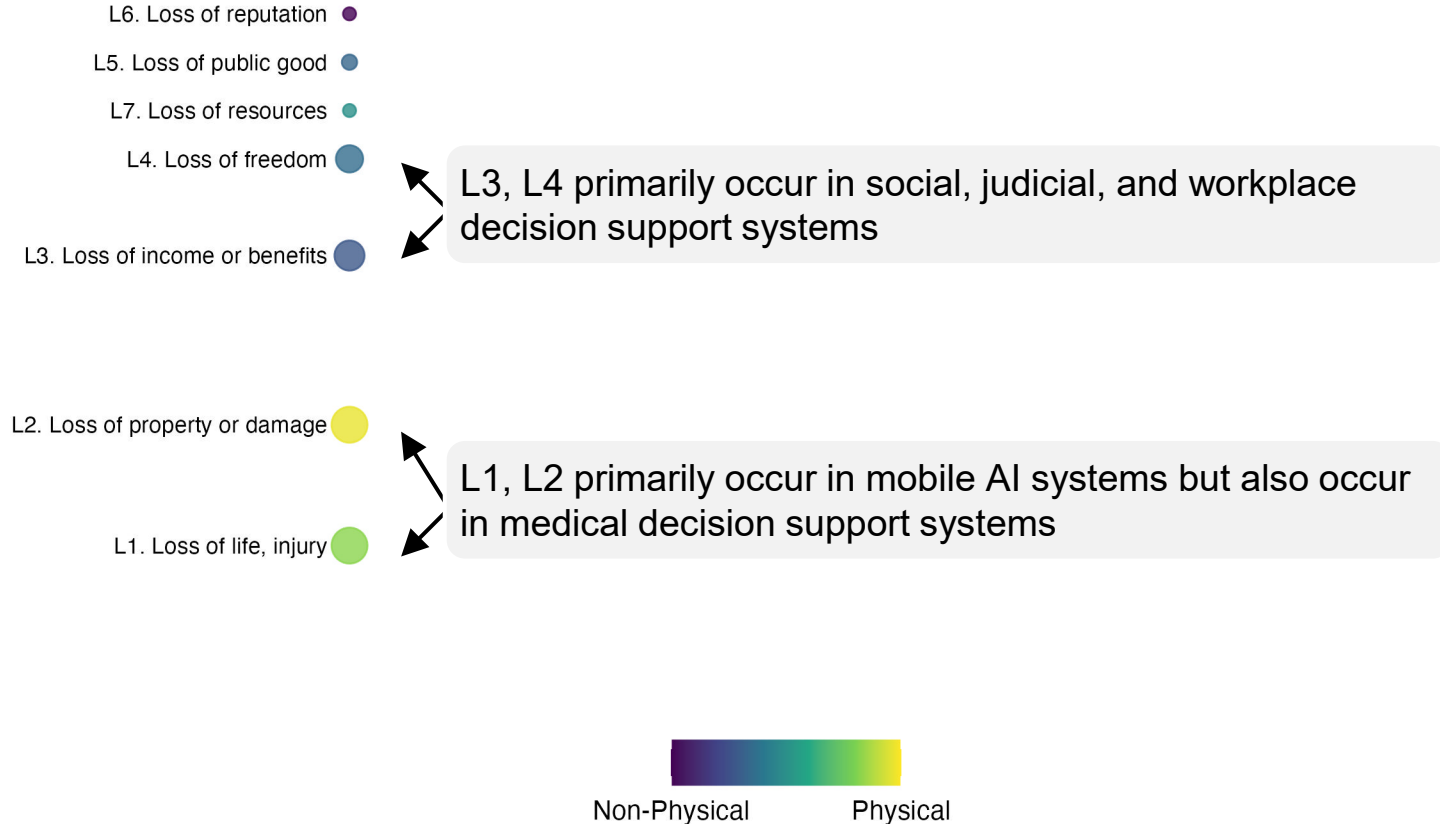 L6. Loss of reputation
L5. Loss of public good
L7. Loss of resources
L4. Loss of freedom
L3, L4 primarily occur in social, judicial, and workplace
decision support systems
L3. Loss of income or benefits
L2. Loss of property or damage
L1, L2 primarily occur in mobile AI systems but also occur
in medical decision support systems
L1. Loss of life, injury
Non-Physical
Physical